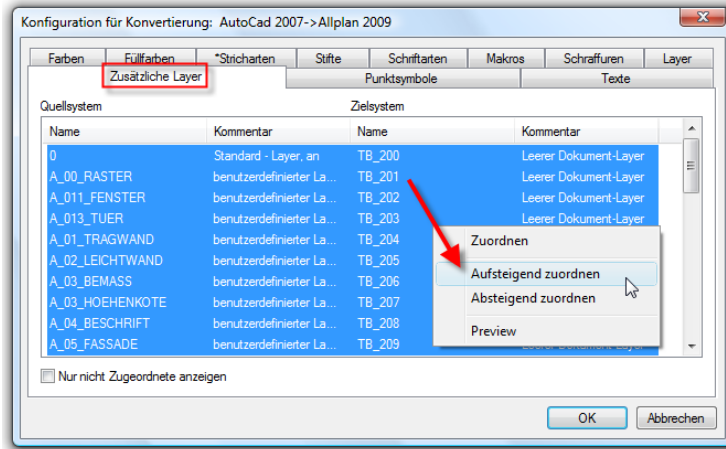 Konfiguration für Konvertierung: AutoCad 2007->Allplan 2009
Farben Füllfarben *Stricharten Stifte Schriftarten Makros Schraffuren Layer
Zusätzliche Layer Punktsymbole Texte
Quellsystem Zielsystem
Name Kommentar Name Kommentar
0 Standard - Layer, an TB_200 Leerer Dokument-Layer
A_00_RASTER benutzerdefinierter La... TB_201 Leerer Dokument-Layer
A_011_FENSTER benutzerdefinierter La... TB_202 Leerer Dokument-Layer
A_013_TUER benutzerdefinierter La... TB_203 Leerer Dokument-Layer
A_01_TRAGWAND benutzerdefinierter La... TB_204 Zuordnen
A_02_LEICHTWAND benutzerdefinierter La... TB_205
A_03_BEMASS benutzerdefinierter La... TB_206 Aufsteigend zuordnen
A_03_HOEHENKOTE benutzerdefinierter La... TB_207 Absteigend zuordnen
A_04_BESCHRIFT benutzerdefinierter La... TB_208 Preview
A_05_FASSADE benutzerdefinierter La... TB_209
Nur nicht Zugeordnete anzeigen
OK Abbrechen